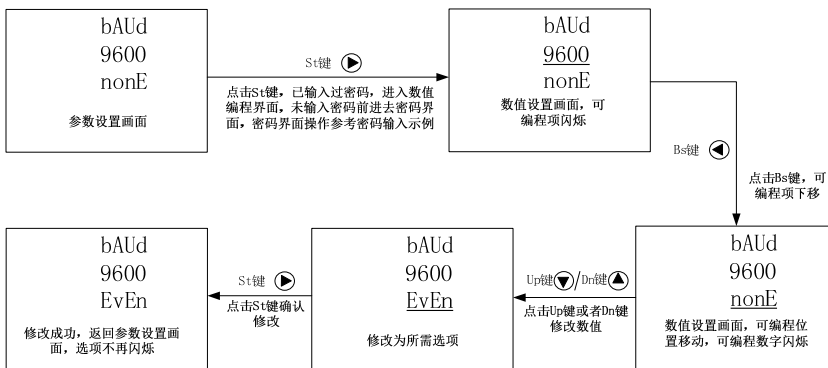 bAUd
9600
nonE
参数设置画面
St键
点击St键，已输入过密码，进入数值
编程界面，未输入密码前进去密码界
面，密码界面操作参考密码输入示例
bAUd
9600
nonE
数值设置画面，可
编程项闪烁
Bs键
点击Bs键，可
编程项下移
bAUd
9600
nonE
数值设置画面，可编程位
置移动，可编程数字闪烁
Up键/Dn键
点击Up键或者Dn键
修改数值
bAUd
9600
EvEn
修改为所需选项
St键
点击St键确认
修改
bAUd
9600
EvEn
修改成功，返回参数设置画
面，选项不再闪烁